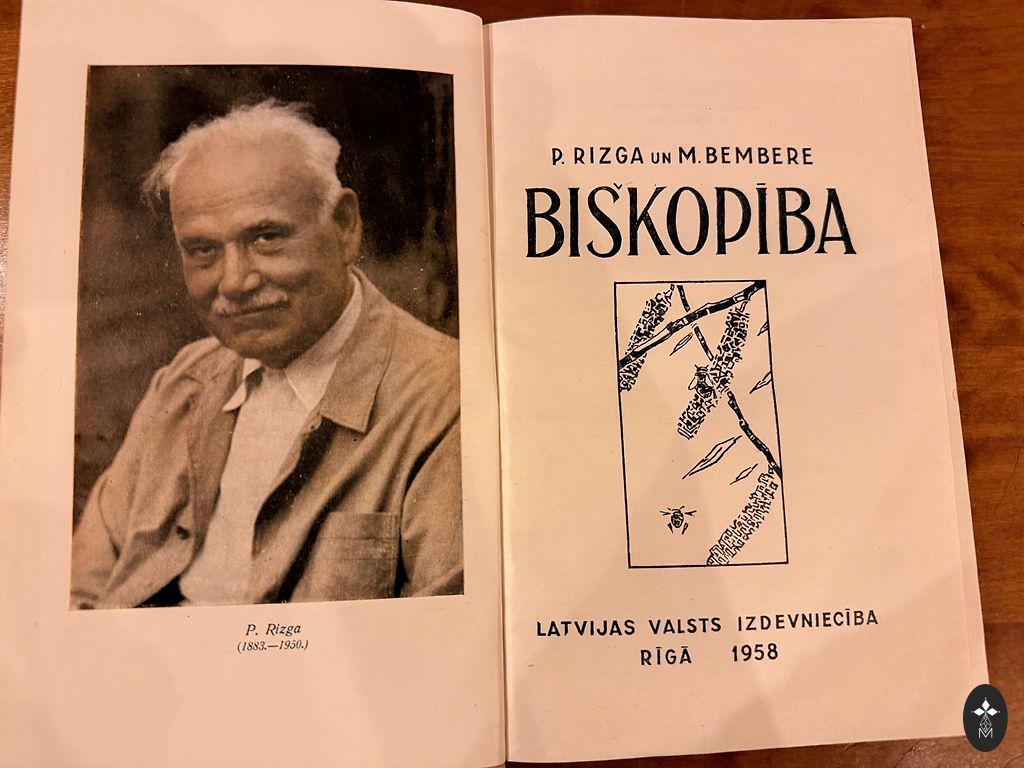 P. Rizga
(1883.—1950.)
P. RIZGA UN M. BEMBERE
BIŠKOPĪBA
LATVIJAS VALSTS IZDEVNIECĪBA
RĪGĀ 1958
M